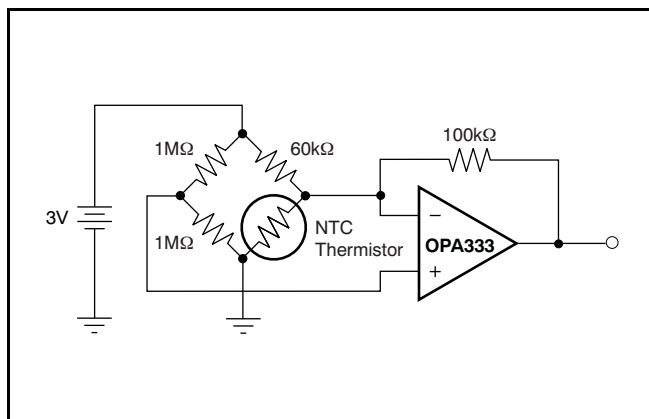 1MΩ
60kΩ
100kΩ
3V
1MΩ
NTC
Thermistor
−
OPA333
+